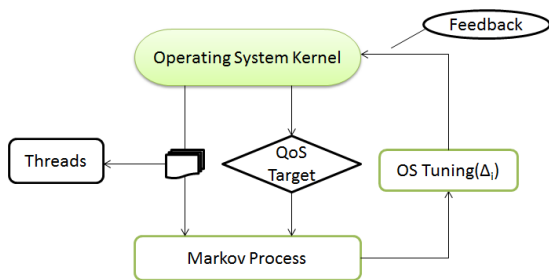 Feedback
Operating System Kernel
Threads
QoS
Target
OS Tuning(Δᵢ)
Markov Process